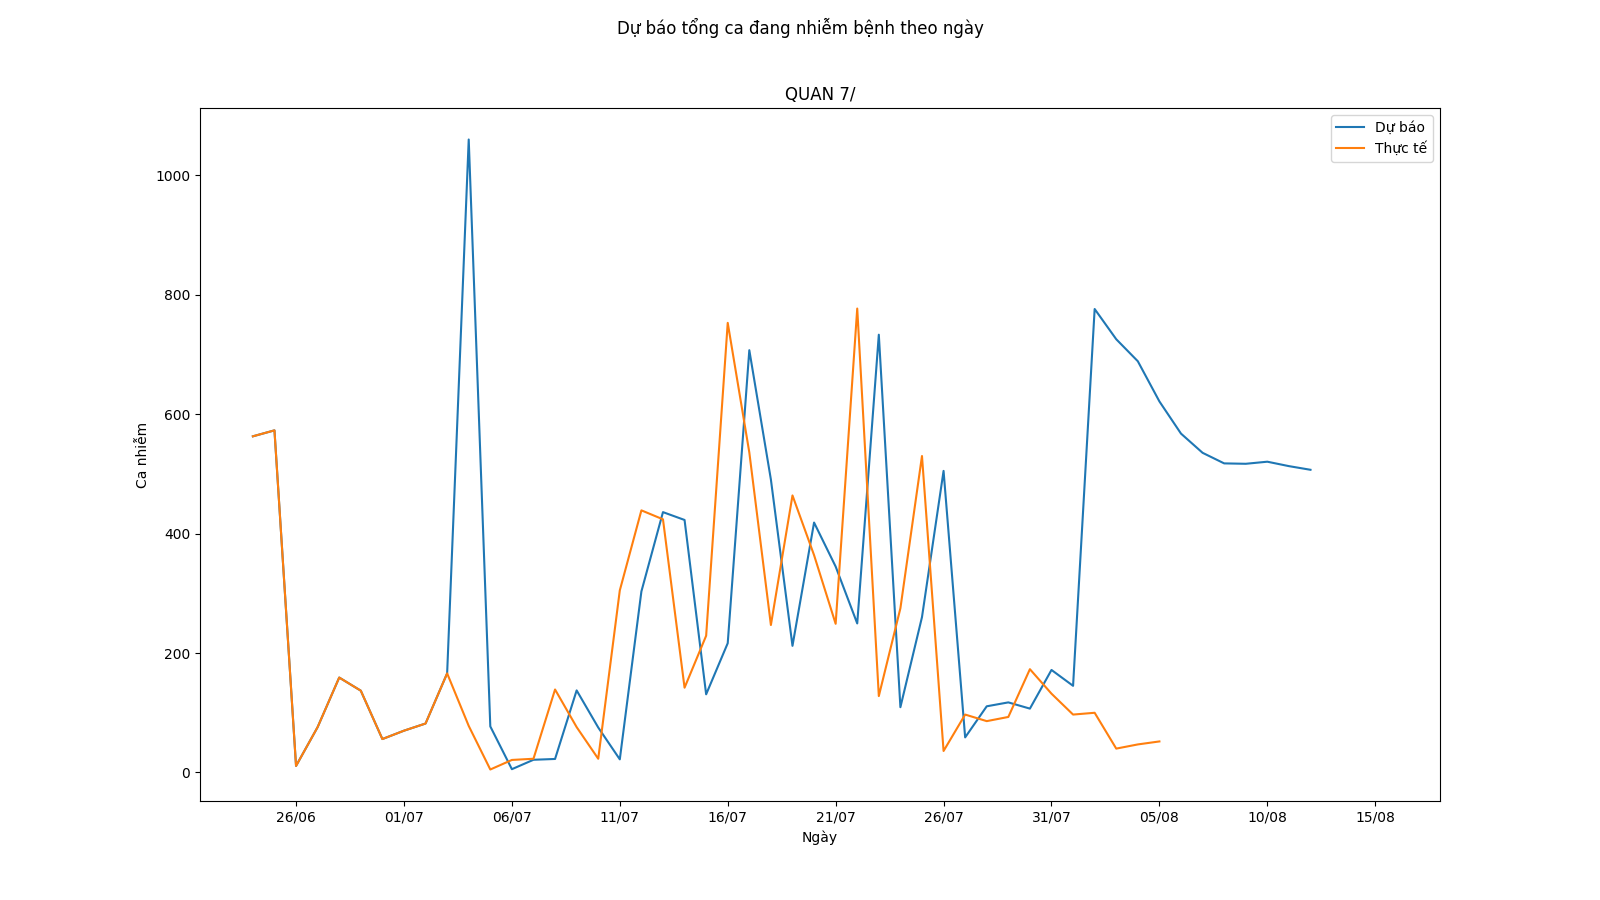 Dự báo tổng ca đang nhiễm bệnh theo ngày
QUAN 7/
Dự báo
Thực tế
1000
800
600
400
200
0
Ca nhiễm
26/06 01/07 06/07 11/07 16/07 21/07 26/07 31/07 05/08 10/08 15/08
Ngày